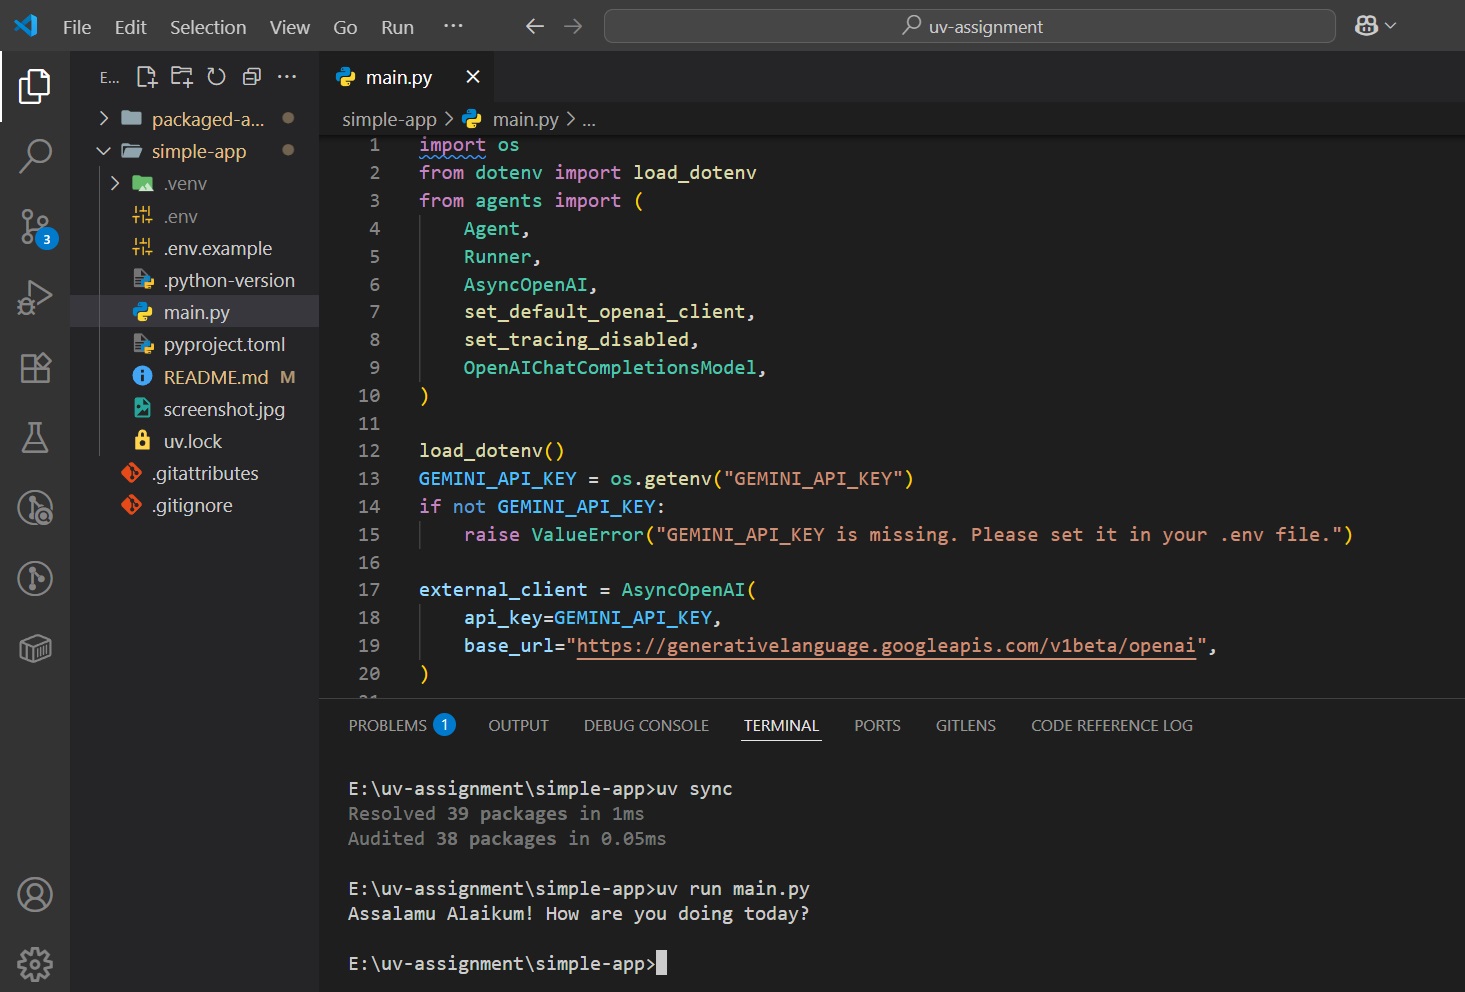 File Edit Selection View Go Run ···
uv-assignment
E... ···
main.py
simple-app > main.py > ...
packaged-a...
simple-app
.venv
.env
.env.example
.python-version
main.py
pyproject.toml
README.md M
screenshot.jpg
uv.lock
.gitattributes
.gitignore
3
1 import os
2 from dotenv import load_dotenv
3 from agents import (
4 Agent,
5 Runner,
6 AsyncOpenAI,
7 set_default_openai_client,
8 set_tracing_disabled,
9 OpenAIChatCompletionsModel,
10 )
11
12 load_dotenv()
13 GEMINI_API_KEY = os.getenv("GEMINI_API_KEY")
14 if not GEMINI_API_KEY:
15 raise ValueError("GEMINI_API_KEY is missing. Please set it in your .env file.")
16
17 external_client = AsyncOpenAI(
18 api_key=GEMINI_API_KEY,
19 base_url="https://generativelanguage.googleapis.com/v1beta/openai",
20 )
PROBLEMS 1 OUTPUT DEBUG CONSOLE TERMINAL PORTS GITLENS CODE REFERENCE LOG
E:\uv-assignment\simple-app>uv sync
Resolved 39 packages in 1ms
Audited 38 packages in 0.05ms
E:\uv-assignment\simple-app>uv run main.py
Assalamu Alaikum! How are you doing today?
E:\uv-assignment\simple-app>